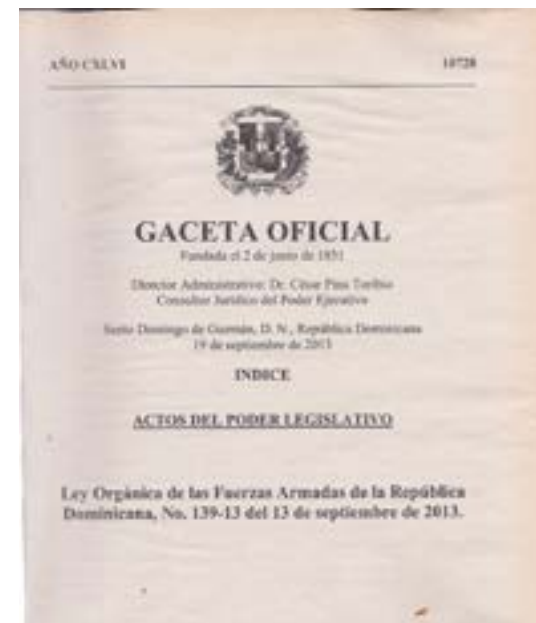 AÑO CXLVI 10728
GACETA OFICIAL
Fundada el 2 de junio de 1851
Director Administrativo: Dr. César Pina Toribio
Consultor Jurídico del Poder Ejecutivo
Santo Domingo de Guzmán, D. N., República Dominicana
19 de septiembre de 2013
INDICE
ACTOS DEL PODER LEGISLATIVO
Ley Orgánica de las Fuerzas Armadas de la República
Dominicana, No. 139-13 del 13 de septiembre de 2013.